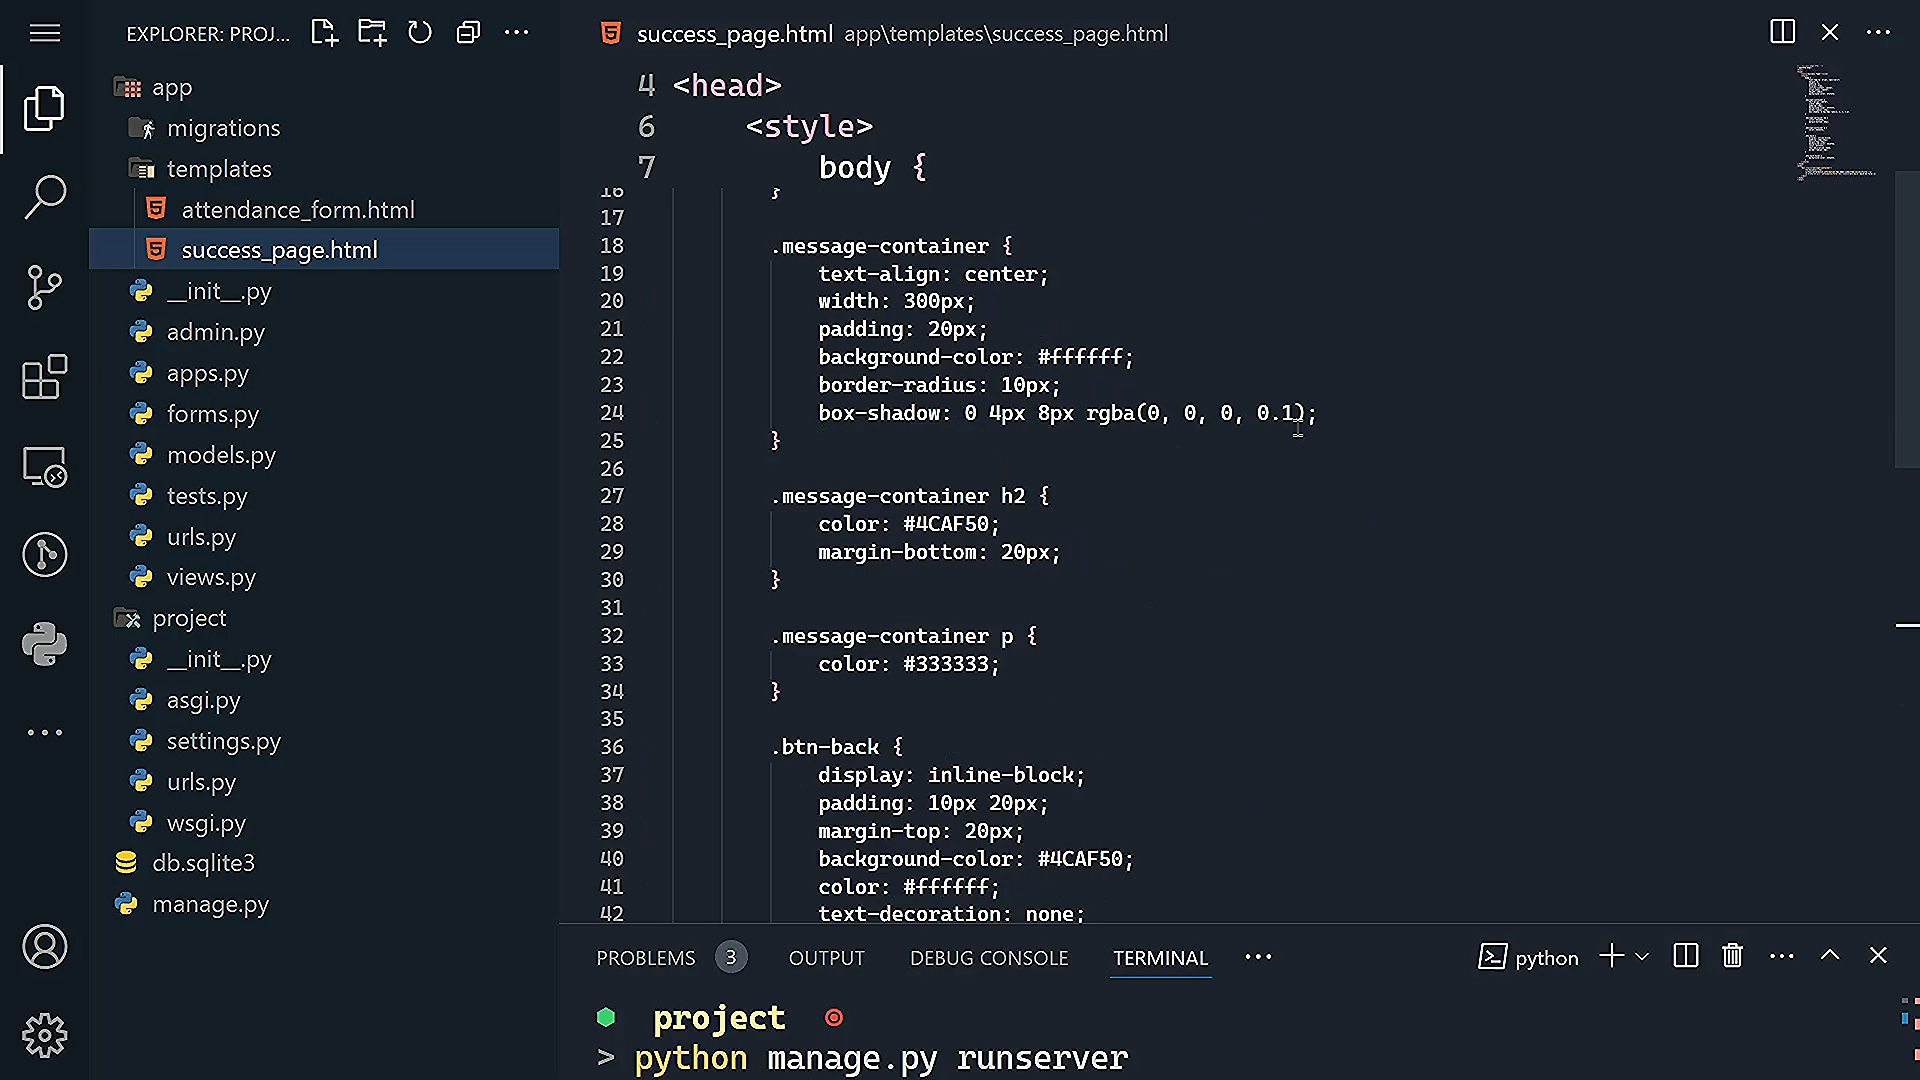 EXPLORER: PROJ...
app
migrations
templates
attendance_form.html
success_page.html
__init__.py
admin.py
apps.py
forms.py
models.py
tests.py
urls.py
views.py
project
__init__.py
asgi.py
settings.py
urls.py
wsgi.py
db.sqlite3
manage.py
success_page.html app\templates\success_page.html
4 <head>
6 <style>
7 body {
16 }
17
18 .message-container {
19 text-align: center;
20 width: 300px;
21 padding: 20px;
22 background-color: #ffffff;
23 border-radius: 10px;
24 box-shadow: 0 4px 8px rgba(0, 0, 0, 0.1);
25 }
26
27 .message-container h2 {
28 color: #4CAF50;
29 margin-bottom: 20px;
30 }
31
32 .message-container p {
33 color: #333333;
34 }
35
36 .btn-back {
37 display: inline-block;
38 padding: 10px 20px;
39 margin-top: 20px;
40 background-color: #4CAF50;
41 color: #ffffff;
42 text-decoration: none;
PROBLEMS 3 OUTPUT DEBUG CONSOLE TERMINAL python
project
> python manage.py runserver